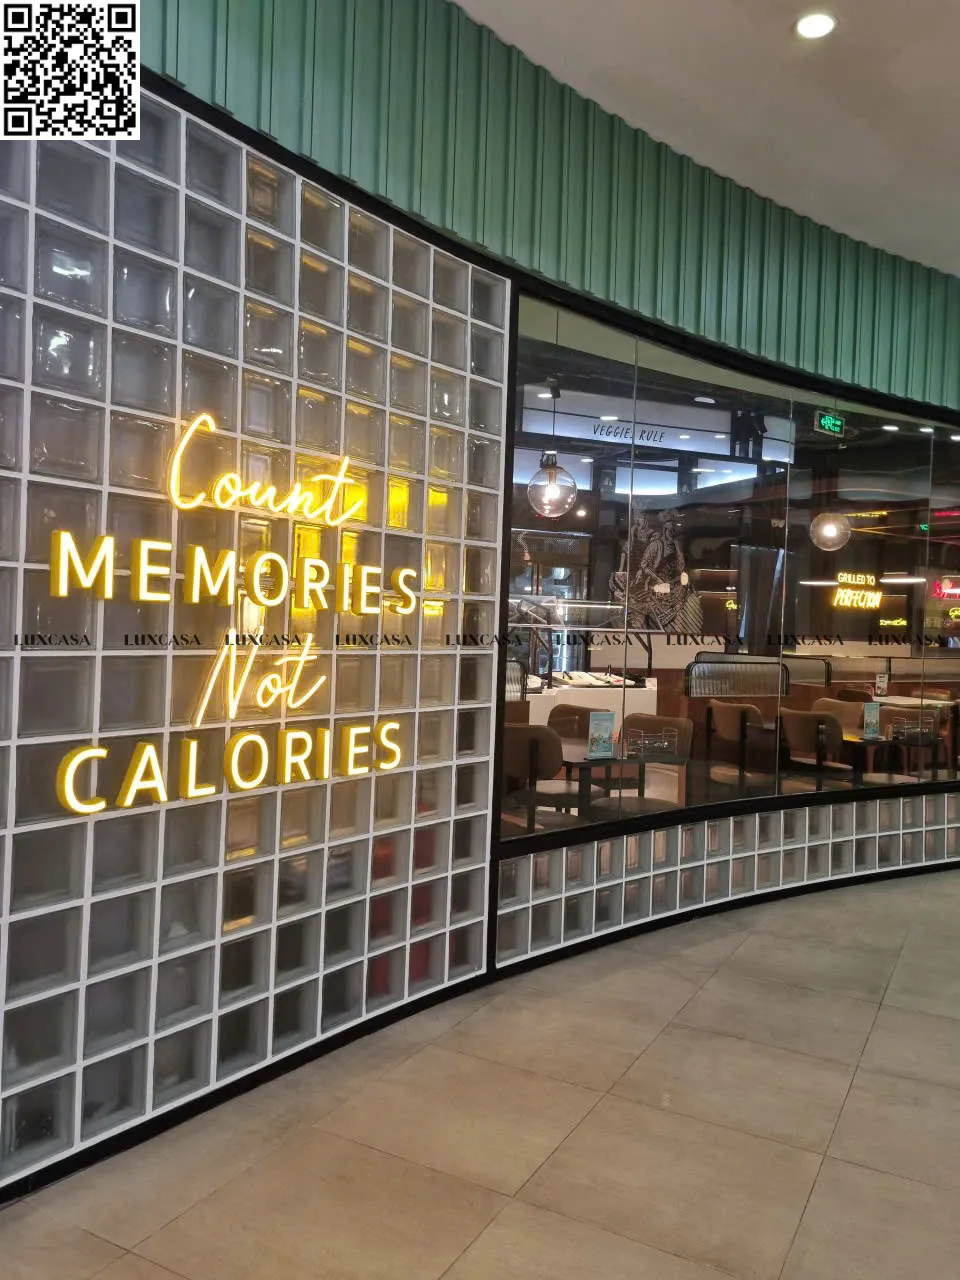 Count
MEMORIES
Not
CALORIES
VEGGIES RULE
GRILLED TO
PERFECTION
LUXCASA LUXCASA LUXCASA LUXCASA LUXCASA LUXCASA LUXCASA LUXCASA LUXCASA